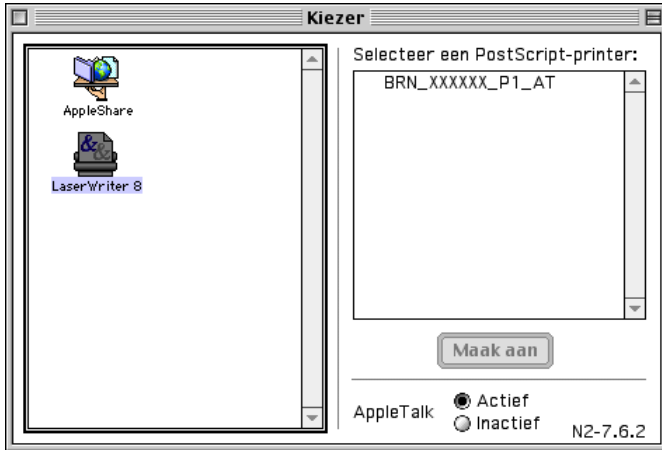 Kiezer
AppleShare
LaserWriter 8
Selecteer een PostScript-printer:
BRN_XXXXXX_P1_AT
Maak aan
AppleTalk
Actief
Inactief
N2-7.6.2